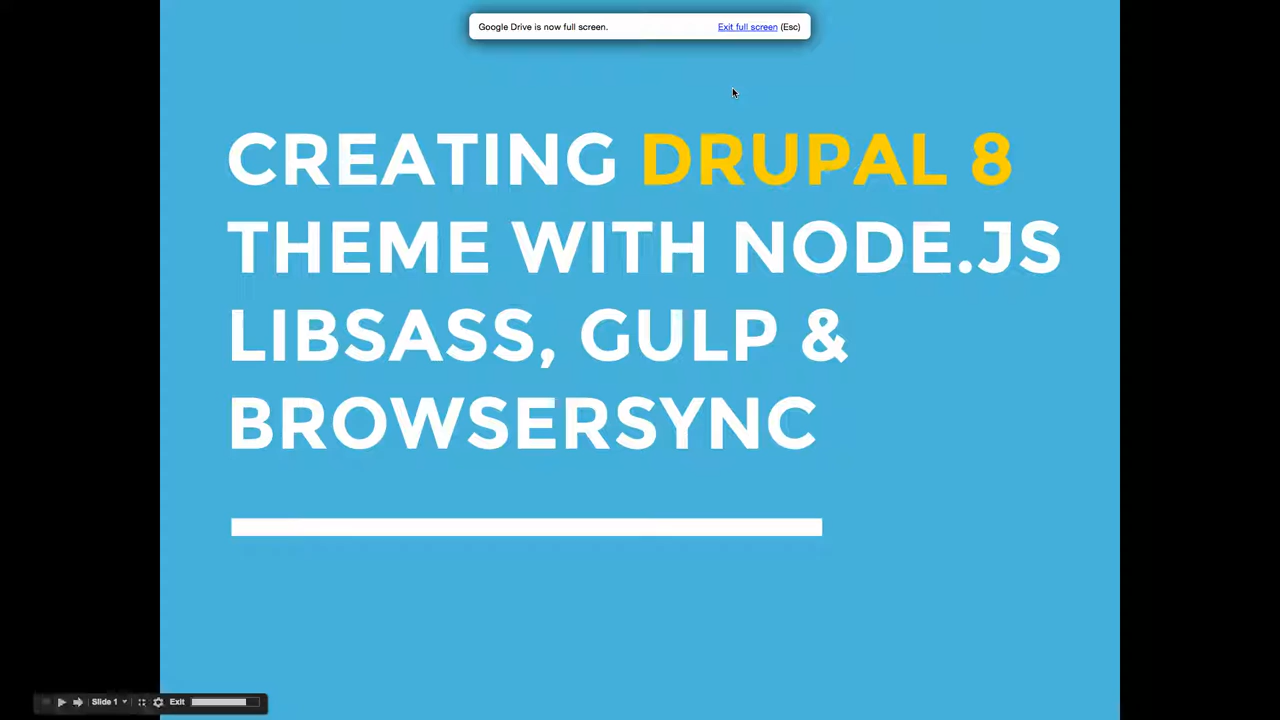 Google Drive is now full screen. Exit full screen (Esc)
CREATING DRUPAL 8
THEME WITH NODE.JS
LIBSASS, GULP &
BROWSERSYNC
Slide 1 Exit